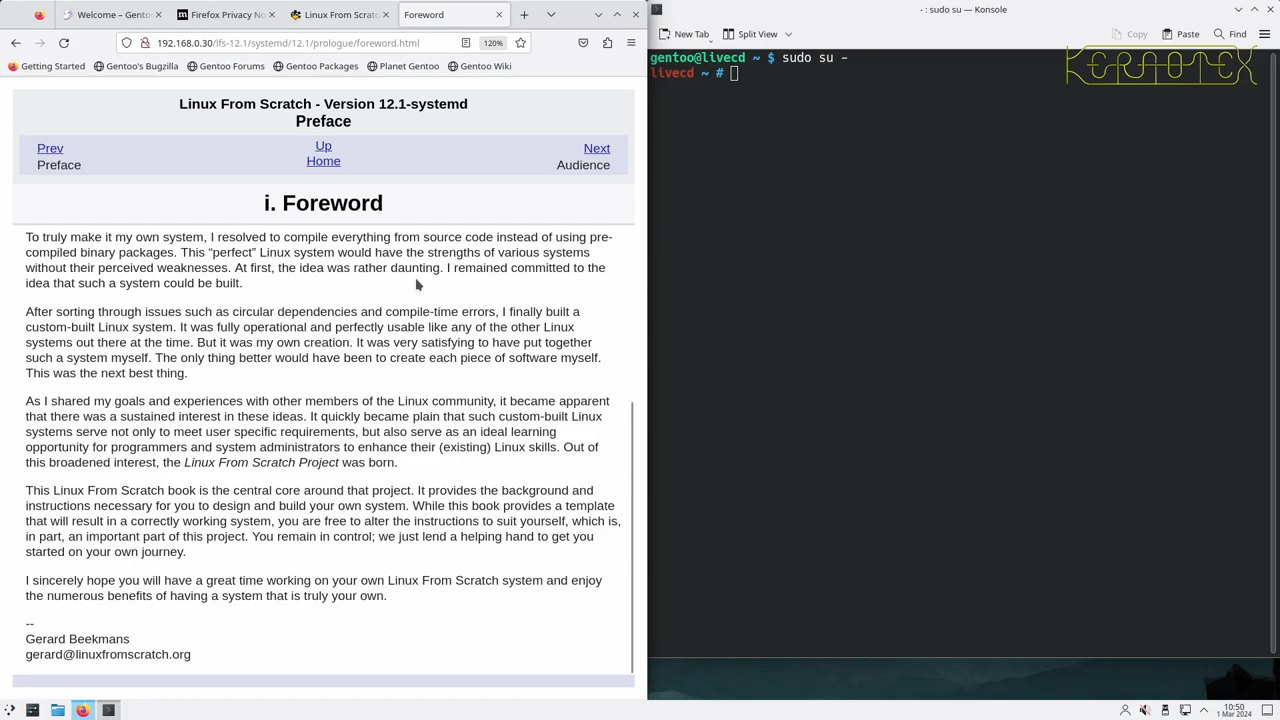 Welcome – Gento
Firefox Privacy No
Linux From Scratc
Foreword
192.168.0.30/lfs-12.1/systemd/12.1/prologue/foreword.html
120%
Getting Started
Gentoo's Bugzilla
Gentoo Forums
Gentoo Packages
Planet Gentoo
Gentoo Wiki
Linux From Scratch - Version 12.1-systemd
Preface
Prev
Up
Next
Preface
Home
Audience
i. Foreword
To truly make it my own system, I resolved to compile everything from source code instead of using pre-
compiled binary packages. This “perfect” Linux system would have the strengths of various systems
without their perceived weaknesses. At first, the idea was rather daunting. I remained committed to the
idea that such a system could be built.
After sorting through issues such as circular dependencies and compile-time errors, I finally built a
custom-built Linux system. It was fully operational and perfectly usable like any of the other Linux
systems out there at the time. But it was my own creation. It was very satisfying to have put together
such a system myself. The only thing better would have been to create each piece of software myself.
This was the next best thing.
As I shared my goals and experiences with other members of the Linux community, it became apparent
that there was a sustained interest in these ideas. It quickly became plain that such custom-built Linux
systems serve not only to meet user specific requirements, but also serve as an ideal learning
opportunity for programmers and system administrators to enhance their (existing) Linux skills. Out of
this broadened interest, the Linux From Scratch Project was born.
This Linux From Scratch book is the central core around that project. It provides the background and
instructions necessary for you to design and build your own system. While this book provides a template
that will result in a correctly working system, you are free to alter the instructions to suit yourself, which is,
in part, an important part of this project. You remain in control; we just lend a helping hand to get you
started on your own journey.
I sincerely hope you will have a great time working on your own Linux From Scratch system and enjoy
the numerous benefits of having a system that is truly your own.
--
Gerard Beekmans
gerard@linuxfromscratch.org
- : sudo su — Konsole
New Tab
Split View
Copy
Paste
Find
gentoo@livecd ~ $ sudo su -
livecd ~ #
KERNOTEX
10:50
1 Mar 2024